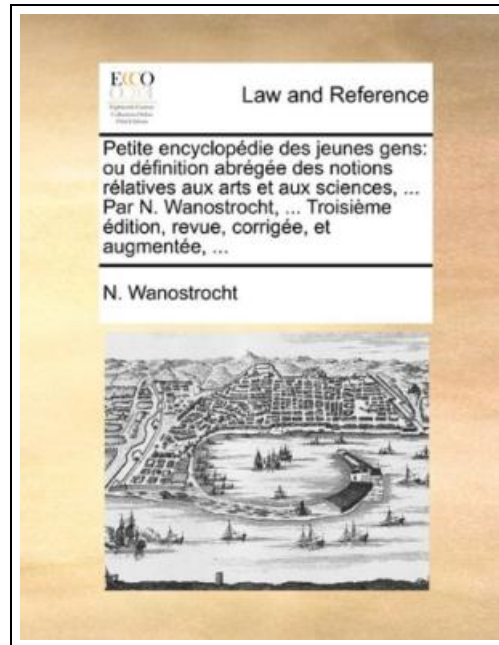 ECCO
Law and Reference
Petite encyclopédie des jeunes gens:
ou définition abrégée des notions
rélatives aux arts et aux sciences, ...
Par N. Wanostrocht, ... Troisième
édition, revue, corrigée, et
augmentée, ...
N. Wanostrocht